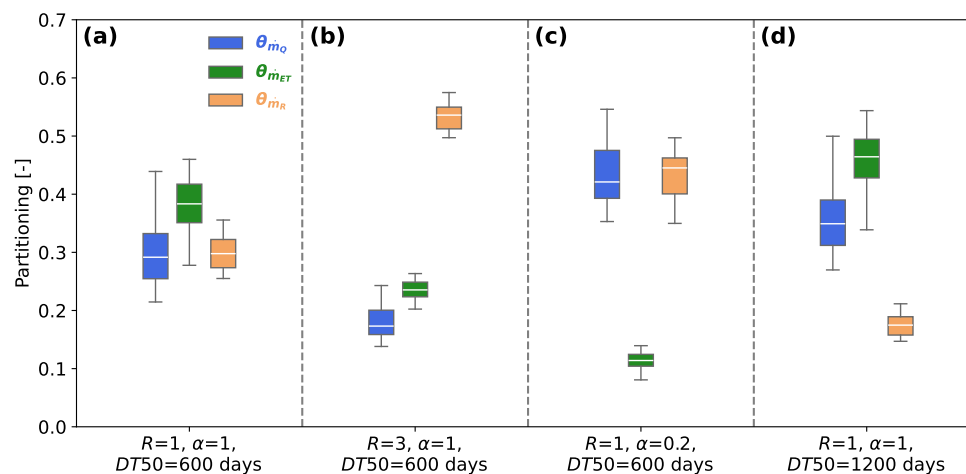 0.7
0.6
0.5
0.4
0.3
0.2
0.1
0.0
Partitioning [-]
(a)
θṁQ
θṁET
θṁR
(b)
(c)
(d)
R=1, α=1,
DT50=600 days
R=3, α=1,
DT50=600 days
R=1, α=0.2,
DT50=600 days
R=1, α=1,
DT50=1200 days